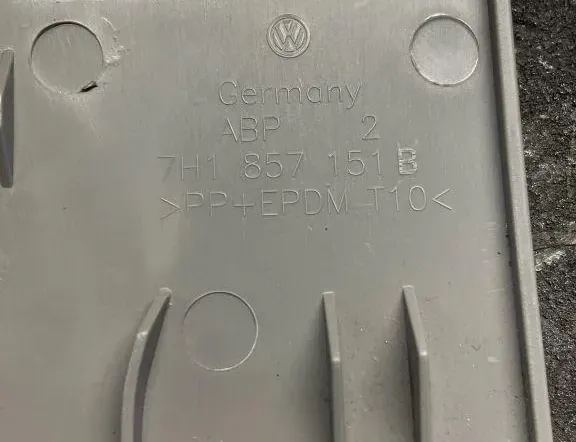 Germany
ABP 2
7H1 857 151 B
>PP+EPDM-T10<